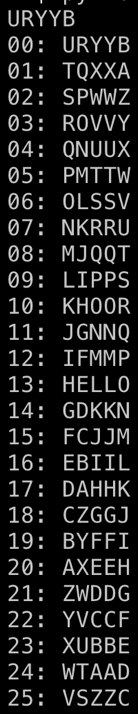 URYYB
00: URYYB
01: TQXXA
02: SPWWZ
03: ROVVY
04: QNUUX
05: PMTTW
06: OLSSV
07: NKRRU
08: MJQQT
09: LIPPS
10: KHOOR
11: JGNNQ
12: IFMMP
13: HELLO
14: GDKKN
15: FCJJM
16: EBIIL
17: DAHHK
18: CZGGJ
19: BYFFI
20: AXEEH
21: ZWDDG
22: YVCCF
23: XUBBE
24: WTAAD
25: VSZZC